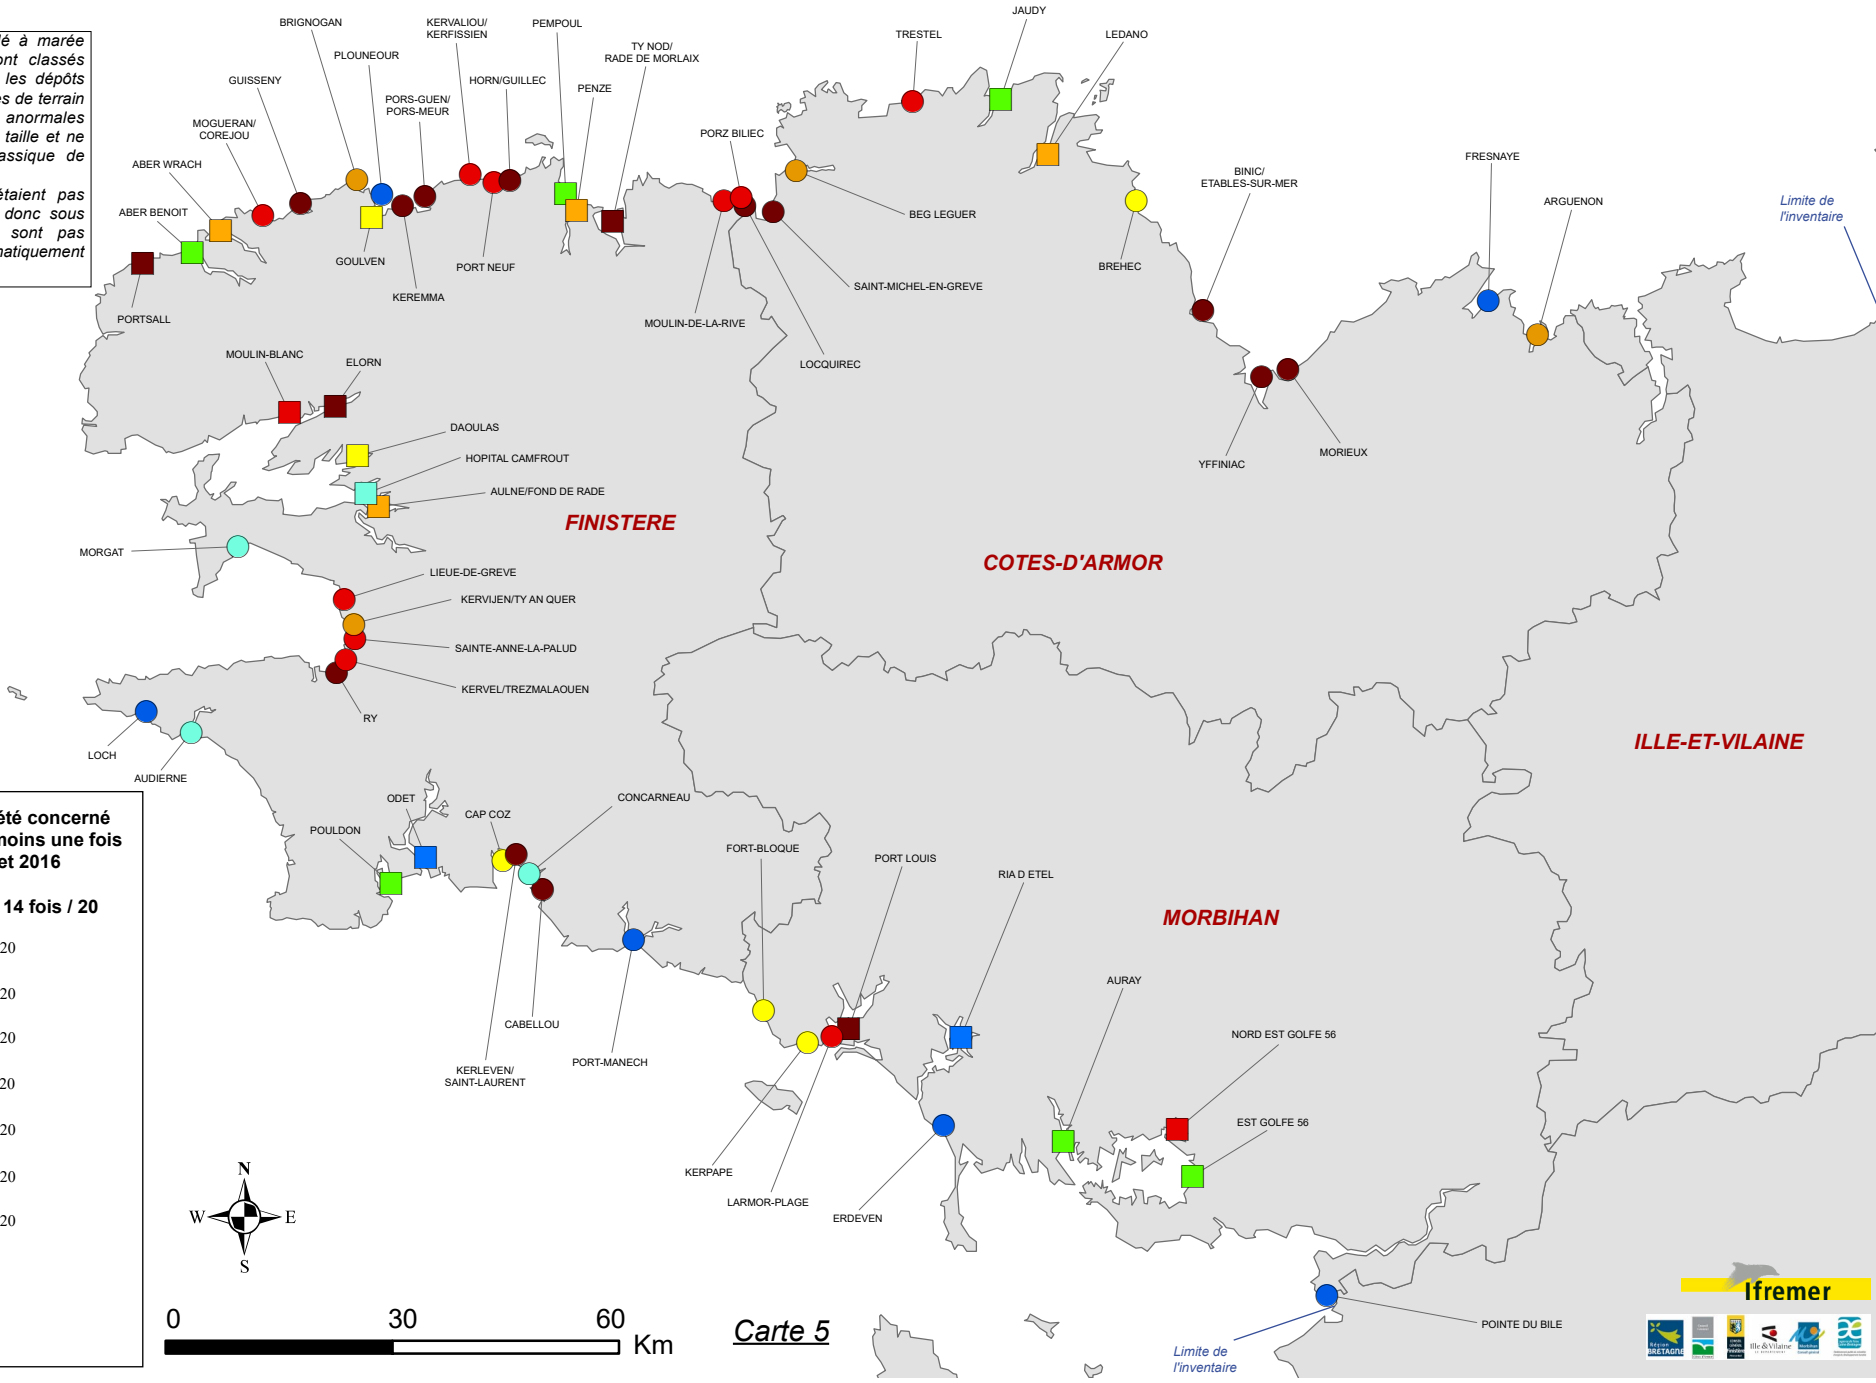 lé à marée
ont classés
les dépôts
es de terrain
anormales
taille et ne
assique de
étaient pas
donc sous
sont pas
matiquement
BRIGNOGAN
PLOUNEOUR
GUISSENY
MOGUERAN/
COREJOU
ABER WRACH
ABER BENOIT
PORTSALL
KERVALIOU/
KERFISSIEN
HORN/GUILLEC
PORS-GUEN/
PORS-MEUR
PEMPOUL
PENZE
TY NOD/
RADE DE MORLAIX
GOULVEN
KEREMMA
PORT NEUF
PORZ BILIEC
MOULIN-DE-LA-RIVE
LOCQUIREC
SAINT-MICHEL-EN-GREVE
BEG LEGUER
TRESTEL
JAUDY
LEDANO
BREHEC
BINIC/
ETABLES-SUR-MER
YFFINIAC
MORIEUX
FRESNAYE
ARGUENON
Limite de
l'inventaire
MOULIN-BLANC
ELORN
DAOULAS
HOPITAL CAMFROUT
AULNE/FOND DE RADE
FINISTERE
COTES-D'ARMOR
MORGAT
LIEUE-DE-GREVE
KERVIJEN/TY AN QUER
SAINTE-ANNE-LA-PALUD
KERVEL/TREZMALAOUEN
RY
LOCH
AUDIERNE
ILLE-ET-VILAINE
MORBIHAN
POULDON
ODET
CAP COZ
CONCARNEAU
KERLEVEN/
SAINT-LAURENT
CABELLOU
PORT-MANECH
FORT-BLOQUE
PORT LOUIS
RIA D ETEL
AURAY
NORD EST GOLFE 56
EST GOLFE 56
KERPAPE
LARMOR-PLAGE
ERDEVEN
POINTE DU BILE
Limite de
l'inventaire
été concerné
moins une fois
et 2016
14 fois / 20
20
20
20
20
20
20
20
N
W E
S
0 30 60
Km
Carte 5
Ifremer
Région
BRETAGNE
Ille & Vilaine